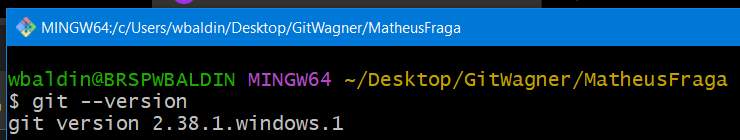 MINGW64:/c/Users/wbaldin/Desktop/GitWagner/MatheusFraga
wbaldin@BRSPWBALDIN MINGW64 ~/Desktop/GitWagner/MatheusFraga
$ git --version
git version 2.38.1.windows.1